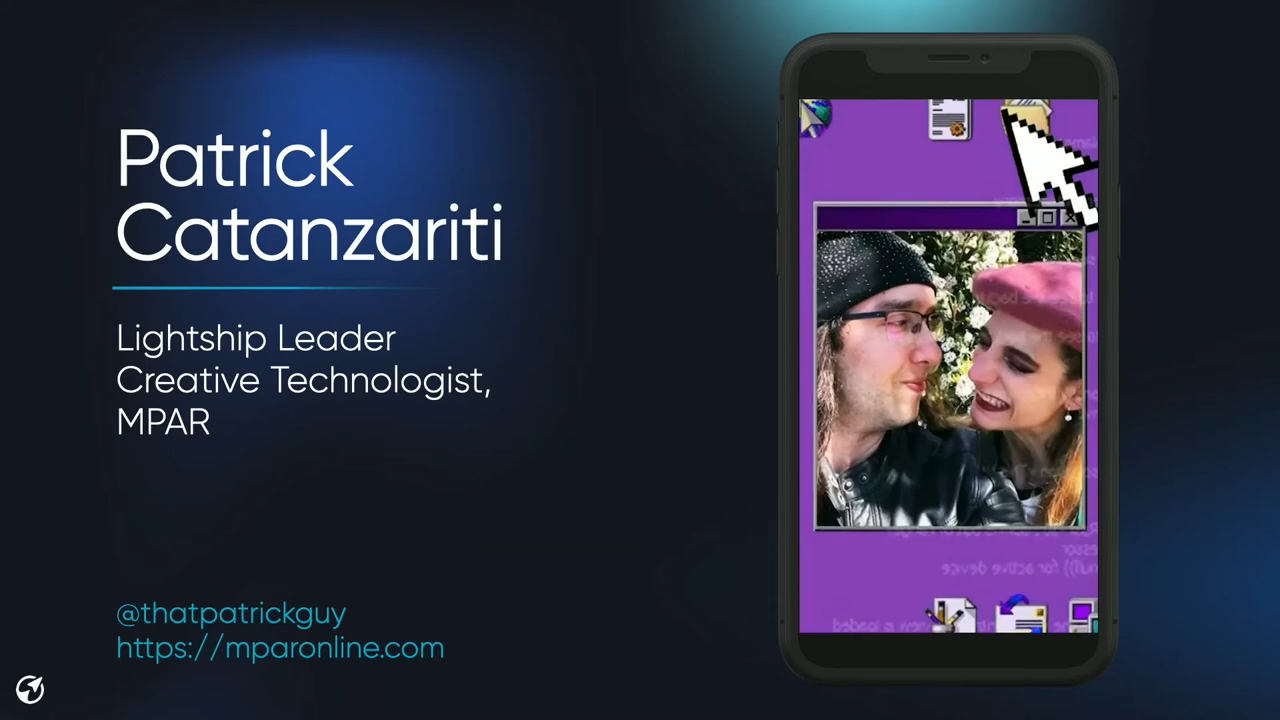 Patrick
Catanzariti
Lightship Leader
Creative Technologist,
MPAR
@thatpatrickguy
https://mparonline.com